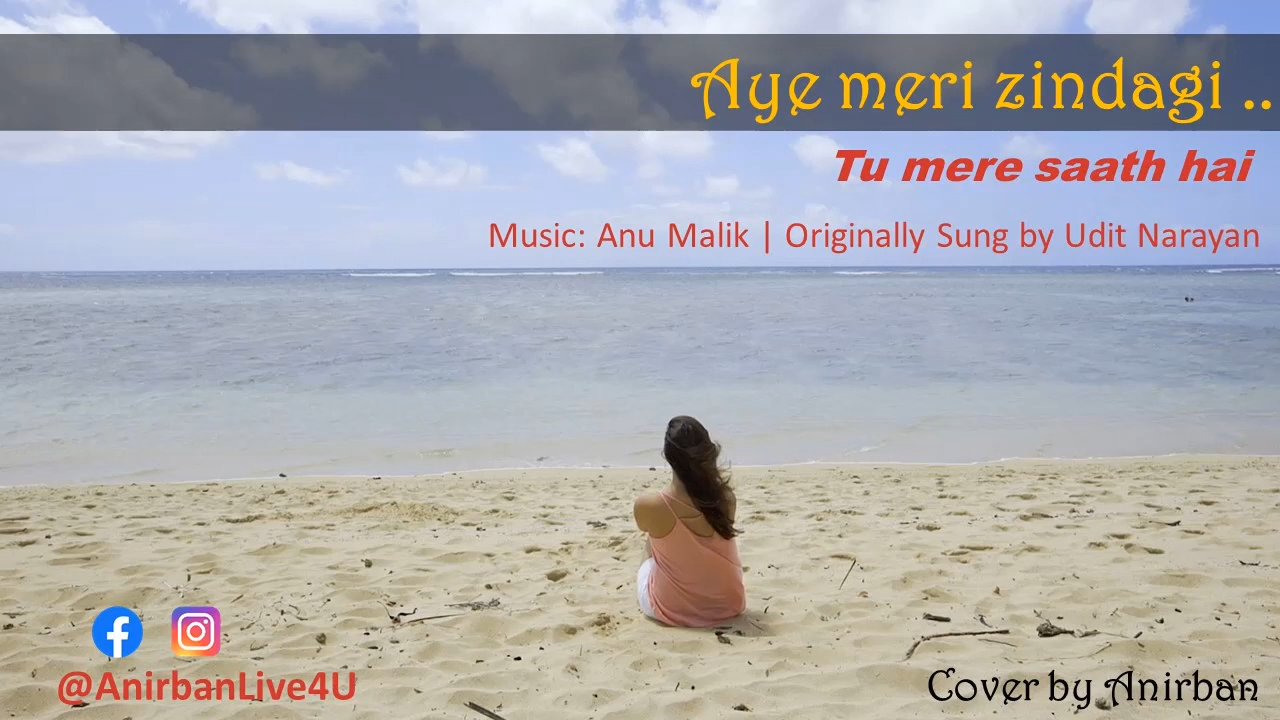 Aye meri zindagi ..
Tu mere saath hai
Music: Anu Malik | Originally Sung by Udit Narayan
@AnirbanLive4U
Cover by Anirban